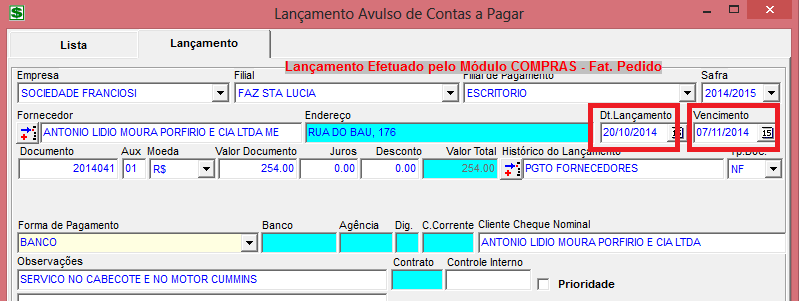 Lançamento Avulso de Contas a Pagar
Lista Lançamento
Lançamento Efetuado pelo Módulo COMPRAS - Fat. Pedido
Empresa Filial Filial de Pagamento Safra
SOCIEDADE FRANCIOSI FAZ STA LUCIA ESCRITORIO 2014/2015
Fornecedor Endereço Dt.Lançamento Vencimento
ANTONIO LIDIO MOURA PORFIRIO E CIA LTDA ME RUA DO BAU, 176 20/10/2014 15 07/11/2014 15
Documento Aux Moeda Valor Documento Juros Desconto Valor Total Histórico do Lançamento Tp.Doc.
2014041 01 R$ 254.00 0.00 0.00 254.00 PGTO FORNECEDORES NF
Forma de Pagamento Banco Agência Dig. C.Corrente Cliente Cheque Nominal
BANCO ANTONIO LIDIO MOURA PORFIRIO E CIA LTDA
Observações Contrato Controle Interno
SERVICO NO CABECOTE E NO MOTOR CUMMINS Prioridade